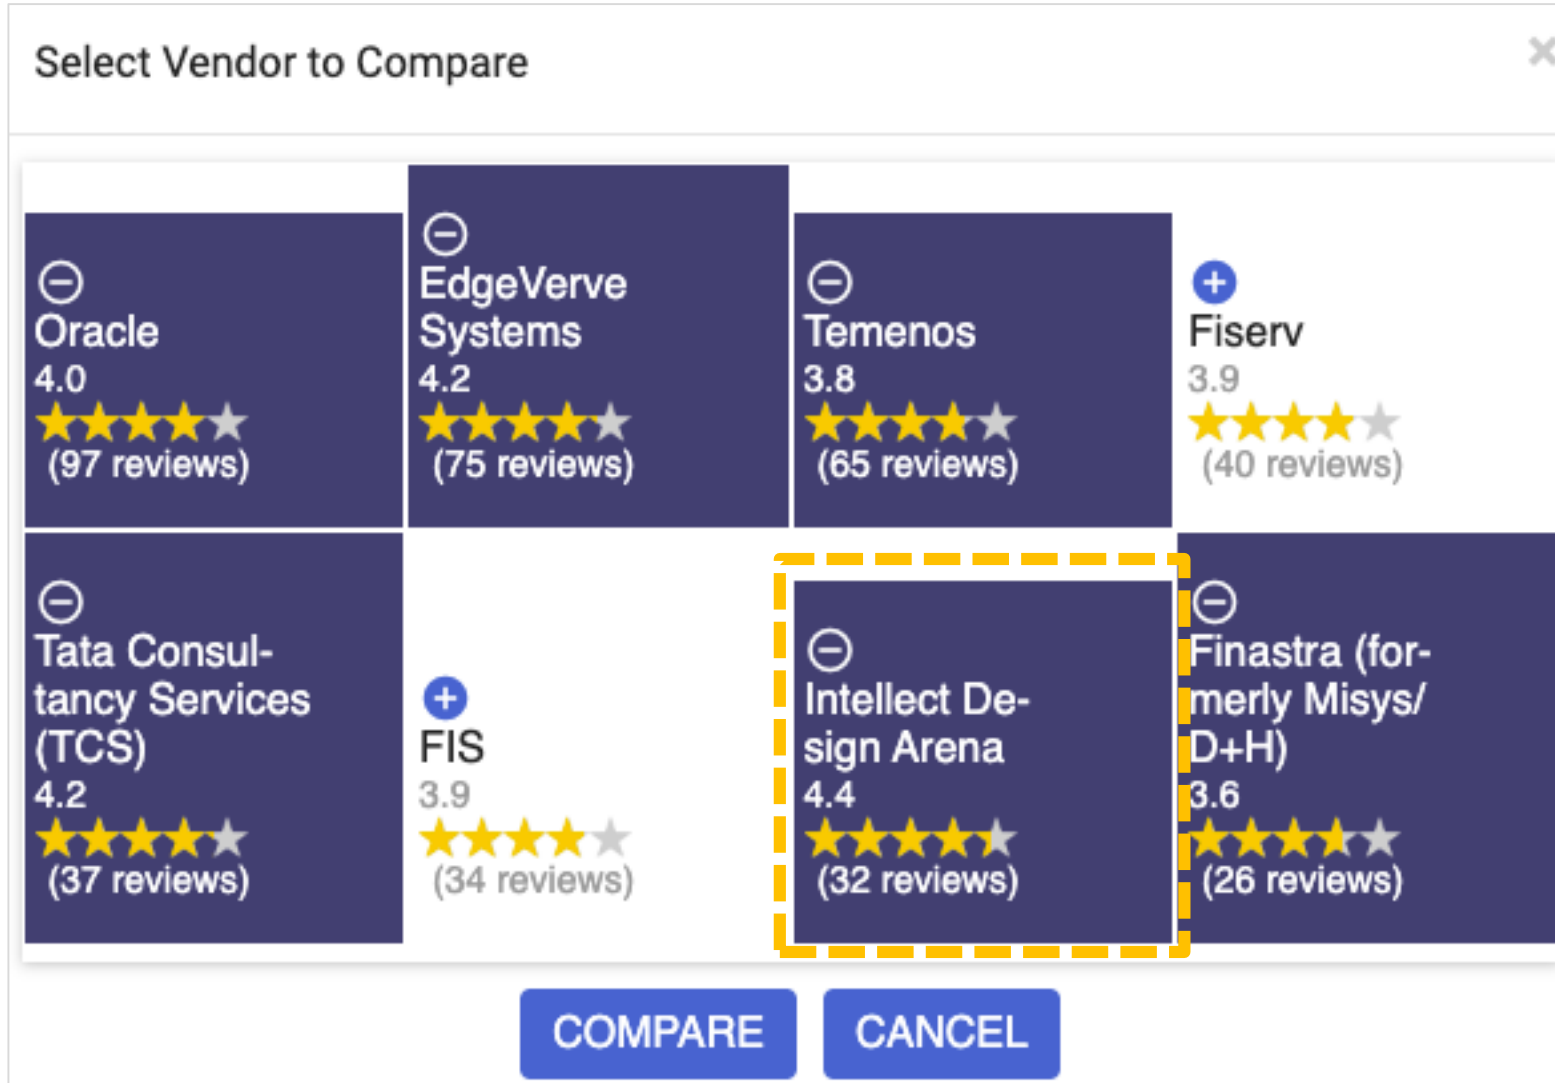 Select Vendor to Compare
Oracle
4.0
(97 reviews)
EdgeVerve
Systems
4.2
(75 reviews)
Temenos
3.8
(65 reviews)
Fiserv
3.9
(40 reviews)
Tata Consul-
tancy Services
(TCS)
4.2
(37 reviews)
FIS
3.9
(34 reviews)
Intellect De-
sign Arena
4.4
(32 reviews)
Finastra (for-
merly Misys/
D+H)
3.6
(26 reviews)
COMPARE
CANCEL